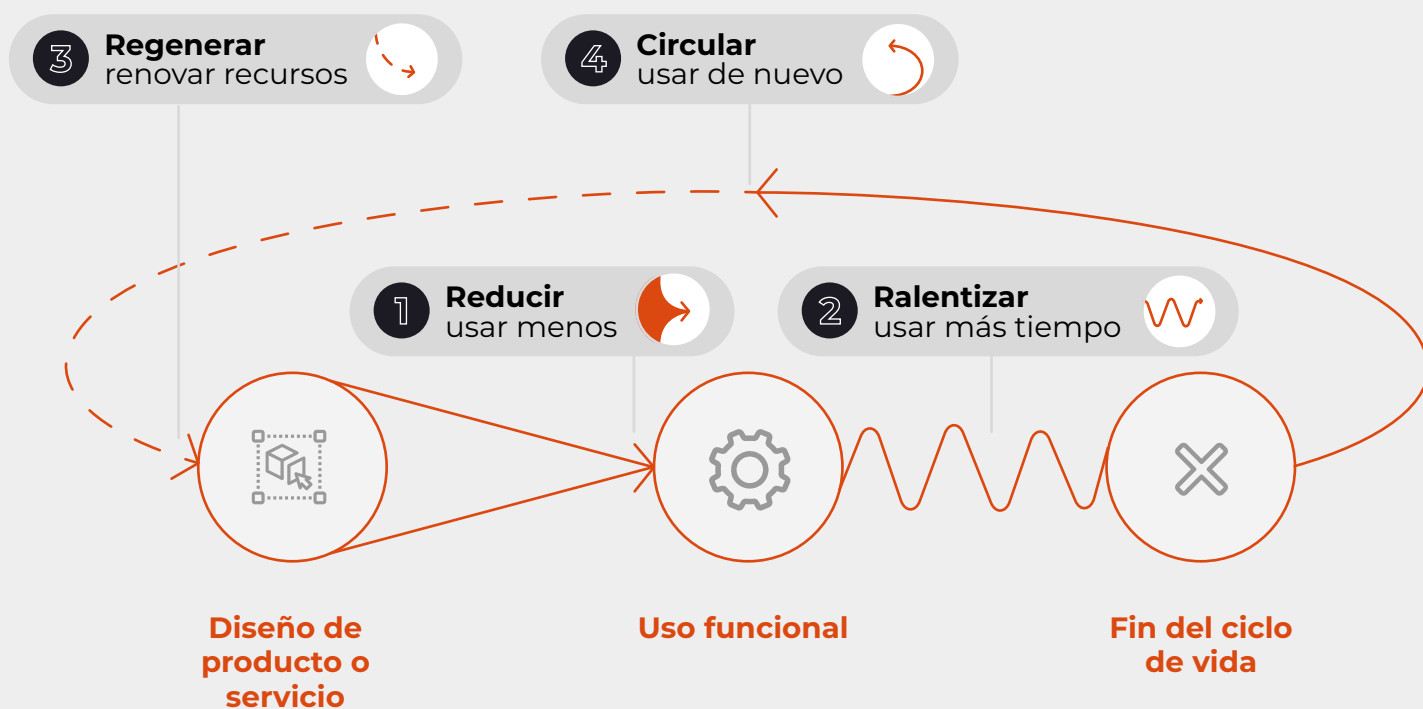 3 Regenerar
renovar recursos
4 Circular
usar de nuevo
1 Reducir
usar menos
2 Ralentizar
usar más tiempo
Diseño de
producto o
servicio
Uso funcional
Fin del ciclo
de vida